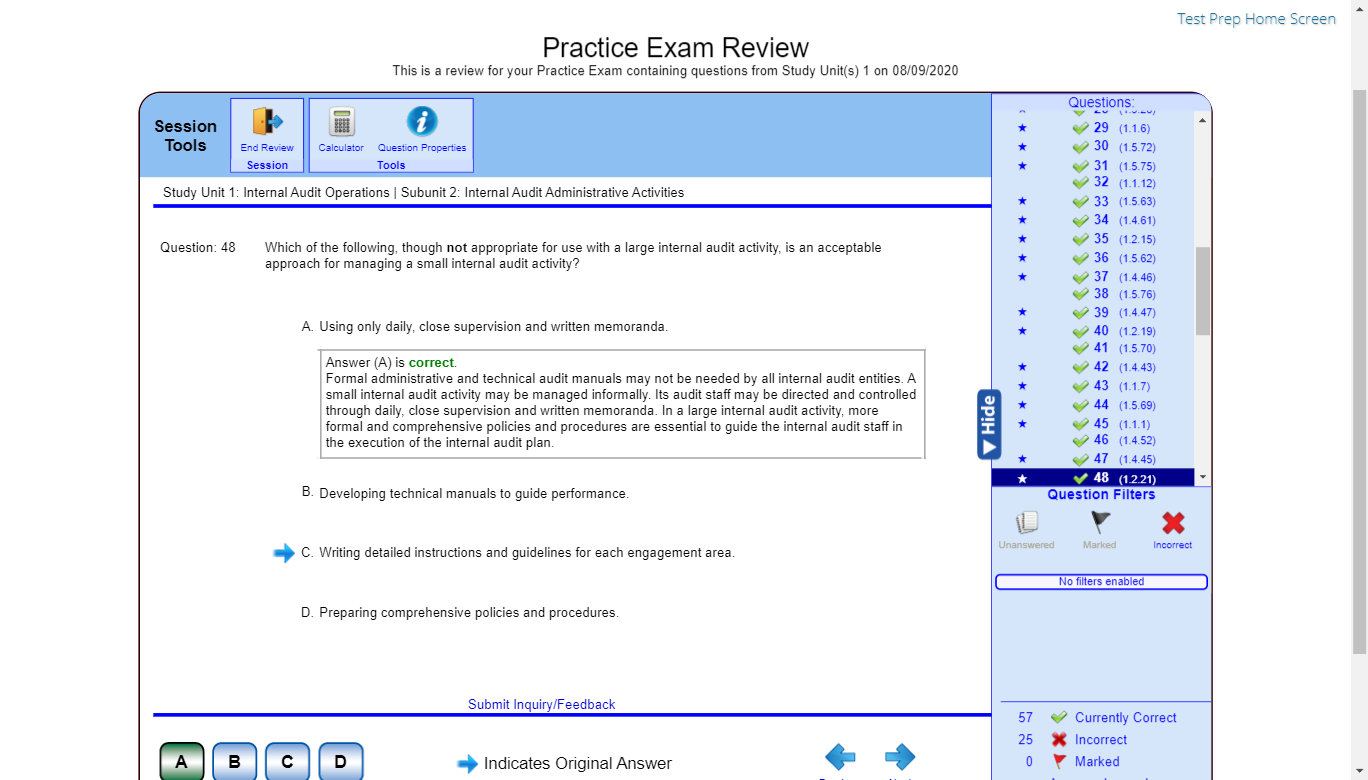 Test Prep Home Screen
Practice Exam Review
This is a review for your Practice Exam containing questions from Study Unit(s) 1 on 08/09/2020
Session Tools
End Review
Session
Calculator
Question Properties
Tools
Study Unit 1: Internal Audit Operations | Subunit 2: Internal Audit Administrative Activities
Question: 48
Which of the following, though not appropriate for use with a large internal audit activity, is an acceptable
approach for managing a small internal audit activity?
A. Using only daily, close supervision and written memoranda.
Answer (A) is correct.
Formal administrative and technical audit manuals may not be needed by all internal audit entities. A
small internal audit activity may be managed informally. Its audit staff may be directed and controlled
through daily, close supervision and written memoranda. In a large internal audit activity, more
formal and comprehensive policies and procedures are essential to guide the internal audit staff in
the execution of the internal audit plan.
B. Developing technical manuals to guide performance.
C. Writing detailed instructions and guidelines for each engagement area.
D. Preparing comprehensive policies and procedures.
Submit Inquiry/Feedback
A B C D
Indicates Original Answer
Questions:
29 (1.1.6)
30 (1.5.72)
31 (1.5.75)
32 (1.1.12)
33 (1.5.63)
34 (1.4.61)
35 (1.2.15)
36 (1.5.62)
37 (1.4.46)
38 (1.5.76)
39 (1.4.47)
40 (1.2.19)
41 (1.5.70)
42 (1.4.43)
43 (1.1.7)
44 (1.5.69)
45 (1.1.1)
46 (1.4.52)
47 (1.4.45)
48 (1.2.21)
Hide
Question Filters
Unanswered
Marked
Incorrect
No filters enabled
57 Currently Correct
25 Incorrect
0 Marked